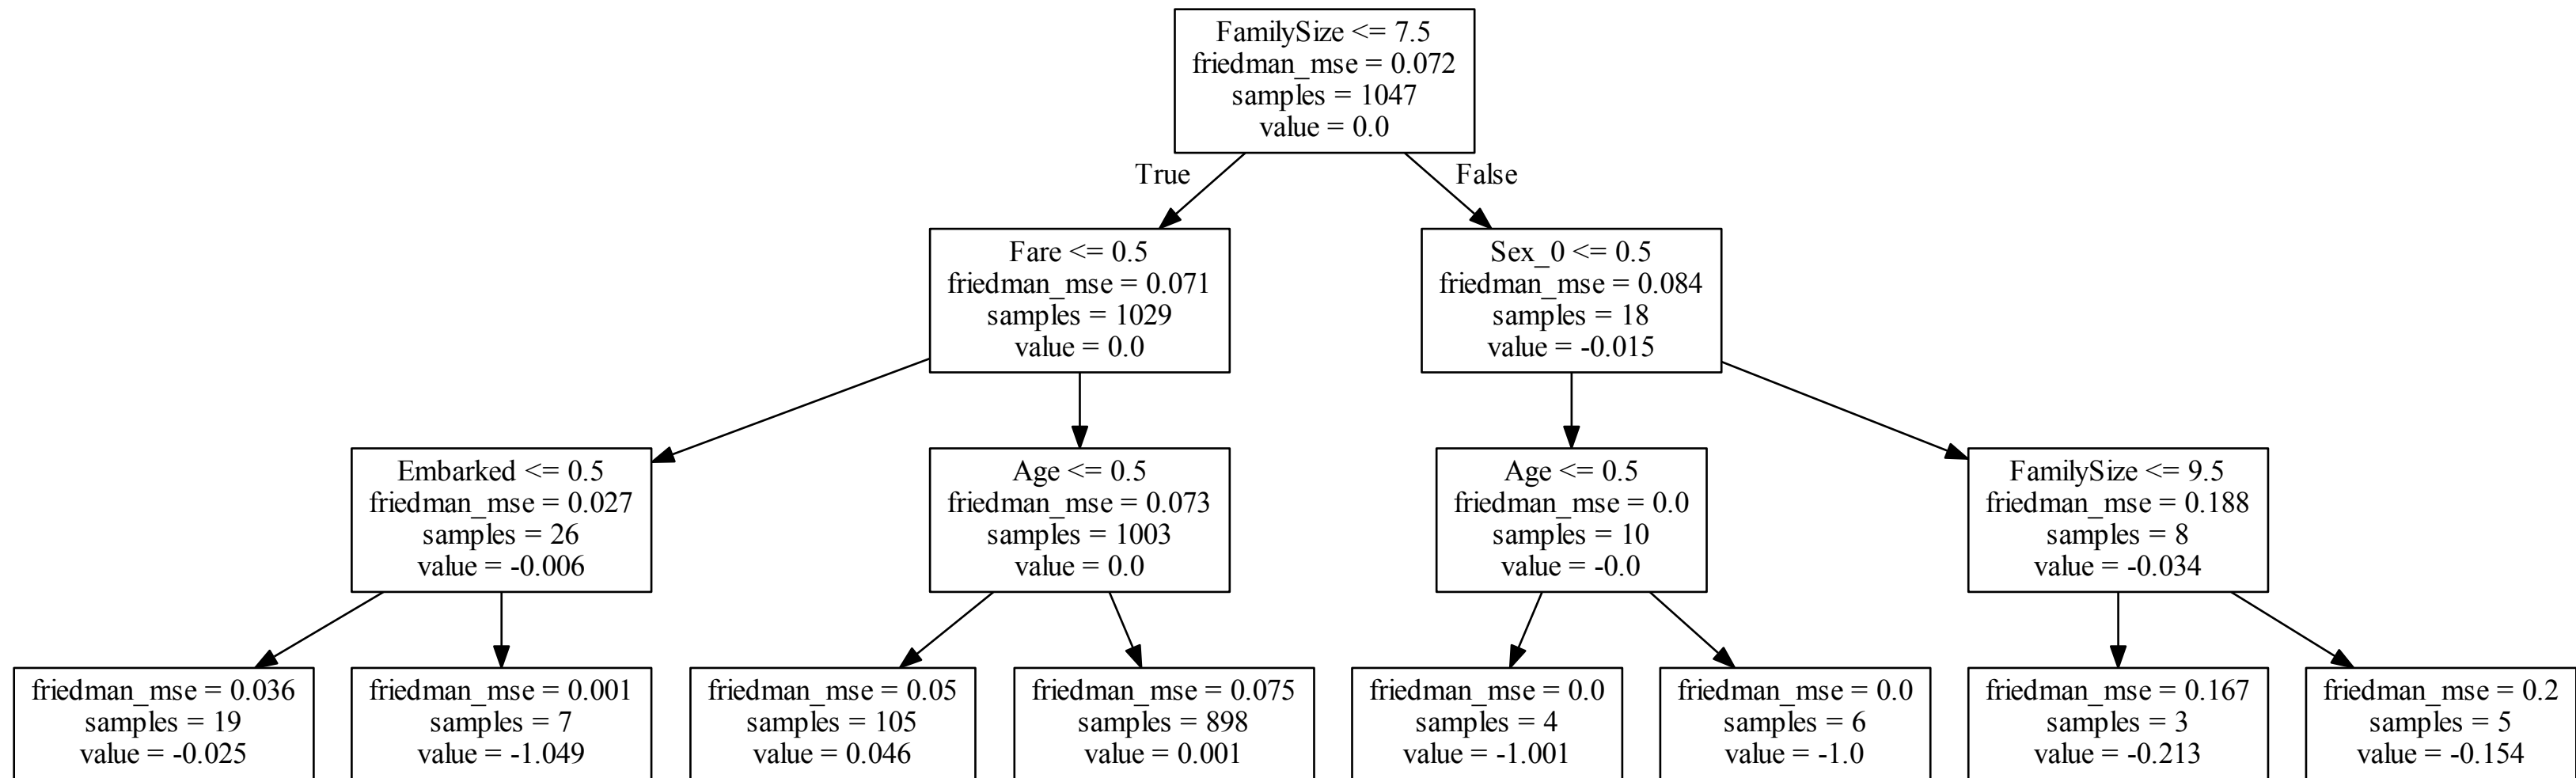 FamilySize <= 7.5
friedman_mse = 0.072
samples = 1047
value = 0.0
True
False
Fare <= 0.5
friedman_mse = 0.071
samples = 1029
value = 0.0
Sex_0 <= 0.5
friedman_mse = 0.084
samples = 18
value = -0.015
Embarked <= 0.5
friedman_mse = 0.027
samples = 26
value = -0.006
Age <= 0.5
friedman_mse = 0.073
samples = 1003
value = 0.0
Age <= 0.5
friedman_mse = 0.0
samples = 10
value = -0.0
FamilySize <= 9.5
friedman_mse = 0.188
samples = 8
value = -0.034
friedman_mse = 0.036
samples = 19
value = -0.025
friedman_mse = 0.001
samples = 7
value = -1.049
friedman_mse = 0.05
samples = 105
value = 0.046
friedman_mse = 0.075
samples = 898
value = 0.001
friedman_mse = 0.0
samples = 4
value = -1.001
friedman_mse = 0.0
samples = 6
value = -1.0
friedman_mse = 0.167
samples = 3
value = -0.213
friedman_mse = 0.2
samples = 5
value = -0.154